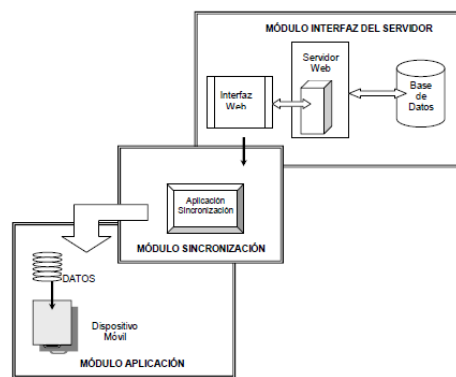 MÓDULO INTERFAZ DEL SERVIDOR
Servidor
Web
Interfaz
Web
Base
de
Datos
Aplicación
Sincronización
MÓDULO SINCRONIZACIÓN
DATOS
Dispositivo
Móvil
MÓDULO APLICACIÓN